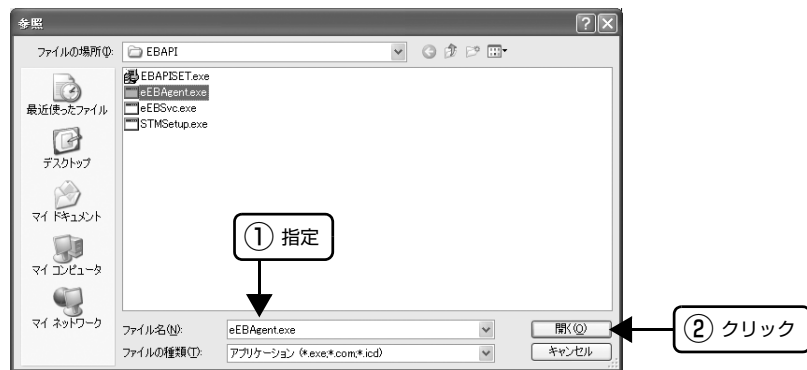 参照
ファイルの場所(I):
EBAPI
最近使ったファイル
デスクトップ
マイ ドキュメント
マイ コンピュータ
マイ ネットワーク
EBAPISET.exe
eEBAgent.exe
eEBSvc.exe
STMSetup.exe
① 指定
ファイル名(N):
eEBAgent.exe
開く(O)
② クリック
ファイルの種類(T):
アプリケーション (*.exe;*.com;*.icd)
キャンセル